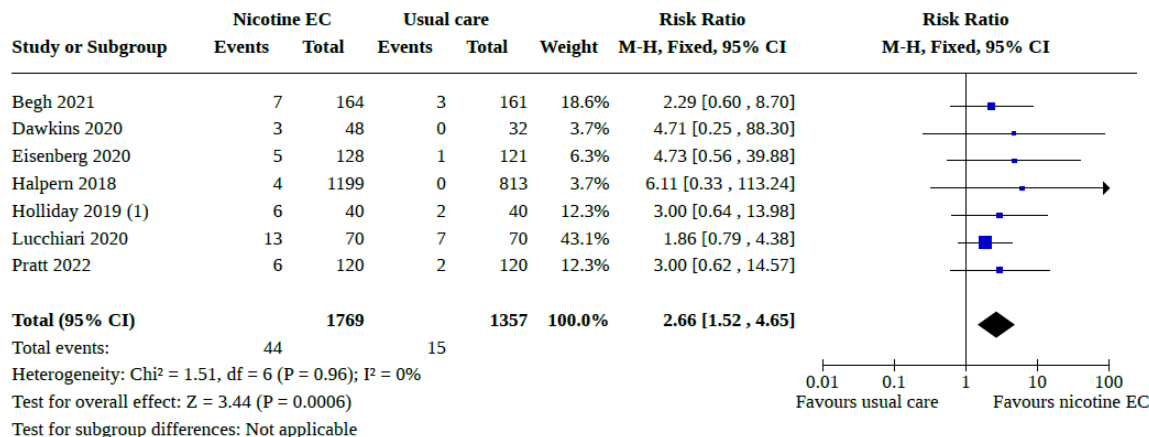 Nicotine EC Usual care Risk Ratio Risk Ratio
Study or Subgroup Events Total Events Total Weight M-H, Fixed, 95% CI M-H, Fixed, 95% CI
Begh 2021 7 164 3 161 18.6% 2.29 [0.60 , 8.70]
Dawkins 2020 3 48 0 32 3.7% 4.71 [0.25 , 88.30]
Eisenberg 2020 5 128 1 121 6.3% 4.73 [0.56 , 39.88]
Halpern 2018 4 1199 0 813 3.7% 6.11 [0.33 , 113.24]
Holliday 2019 (1) 6 40 2 40 12.3% 3.00 [0.64 , 13.98]
Lucchiari 2020 13 70 7 70 43.1% 1.86 [0.79 , 4.38]
Pratt 2022 6 120 2 120 12.3% 3.00 [0.62 , 14.57]
Total (95% CI) 1769 1357 100.0% 2.66 [1.52 , 4.65]
Total events: 44 15
Heterogeneity: Chi² = 1.51, df = 6 (P = 0.96); I² = 0%
0.01 0.1 1 10 100
Test for overall effect: Z = 3.44 (P = 0.0006) Favours usual care Favours nicotine EC
Test for subgroup differences: Not applicable